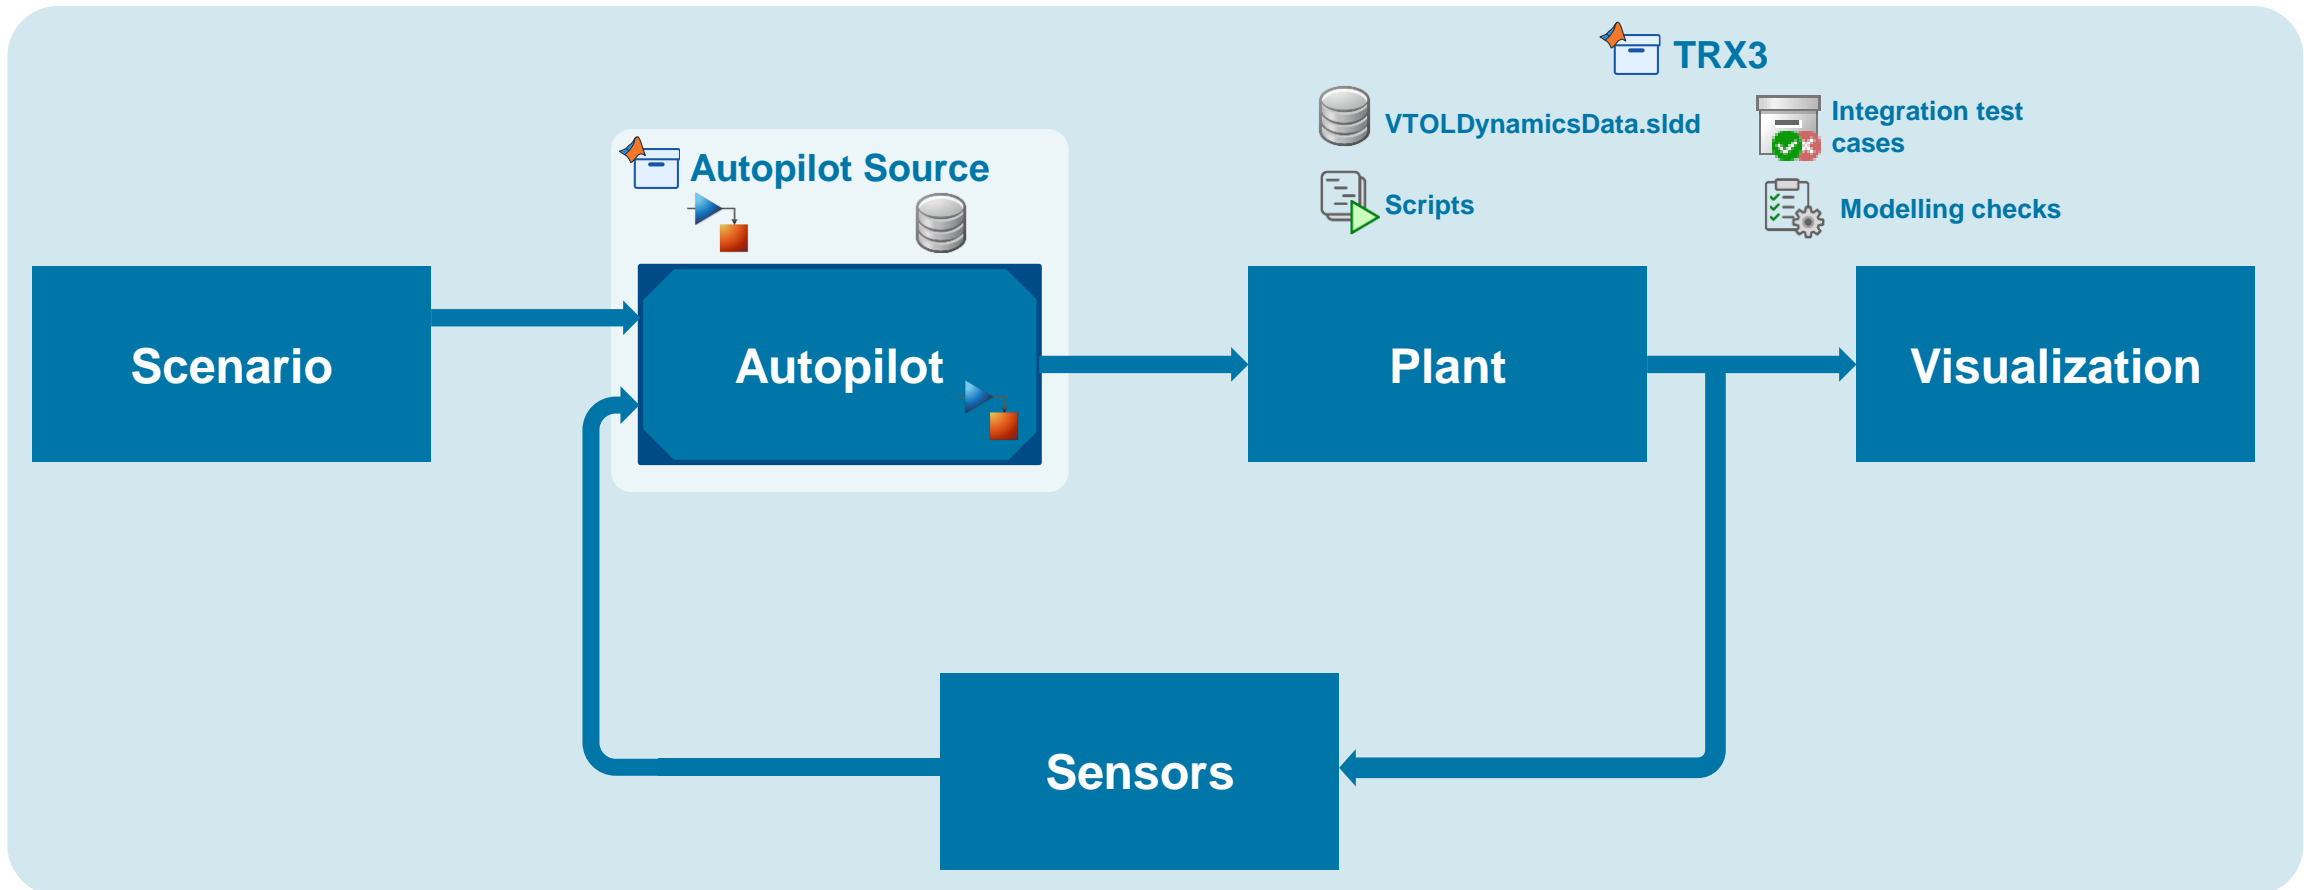 TRX3
VTOLDynamicsData.sldd
Integration test
cases
Scripts
Modelling checks
Autopilot Source
Scenario
Autopilot
Plant
Visualization
Sensors